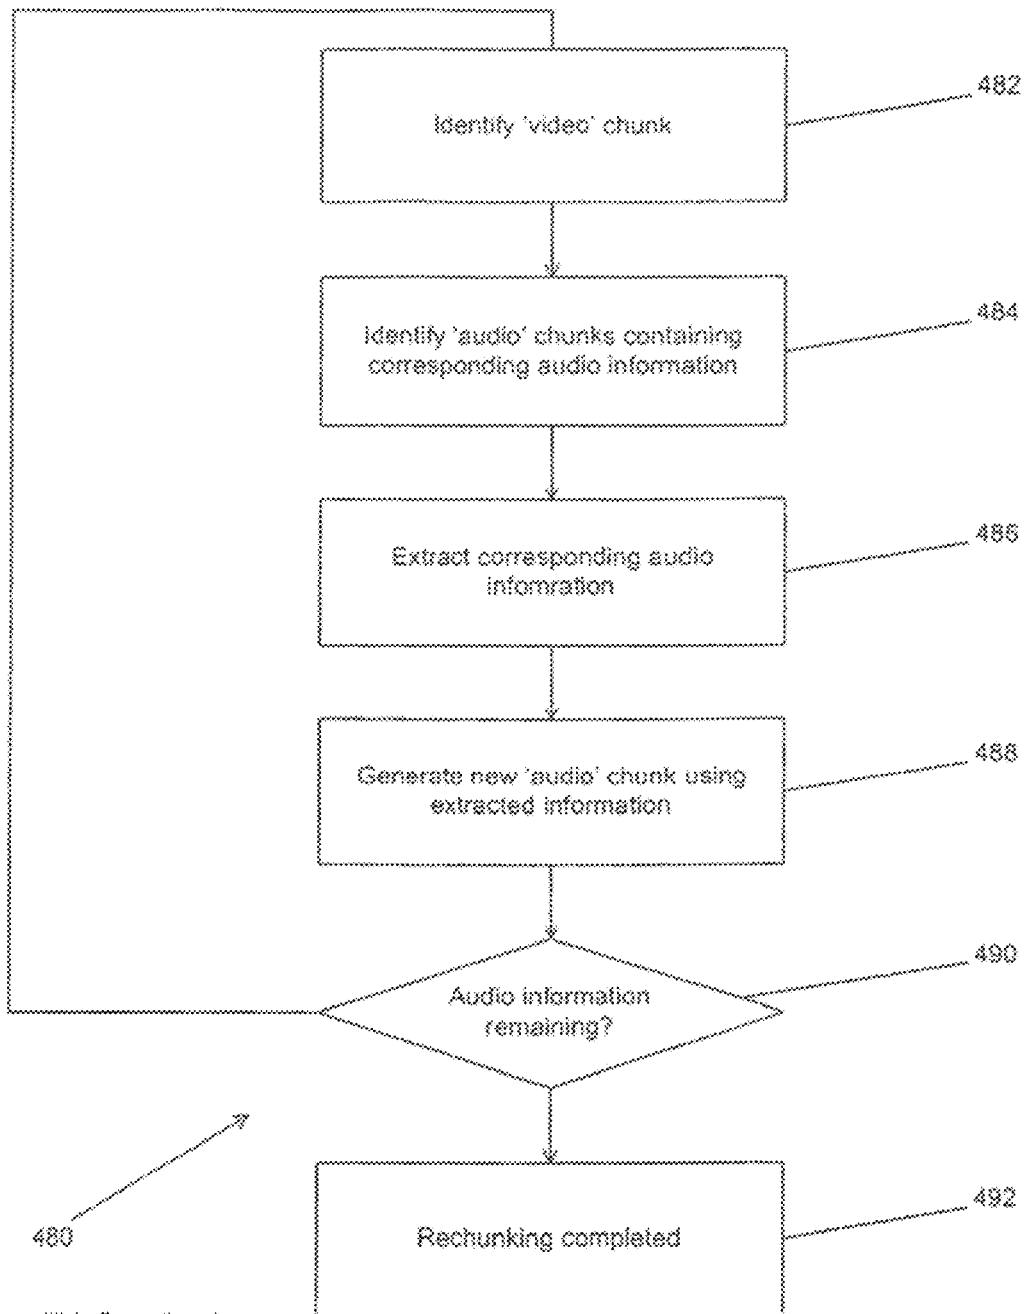 482
Identify 'video' chunk
484
Identify 'audio' chunks containing
corresponding audio information
486
Extract corresponding audio
infomration
488
Generate new 'audio' chunk using
extracted information
490
Audio information
remaining?
480
492
Rechunking completed